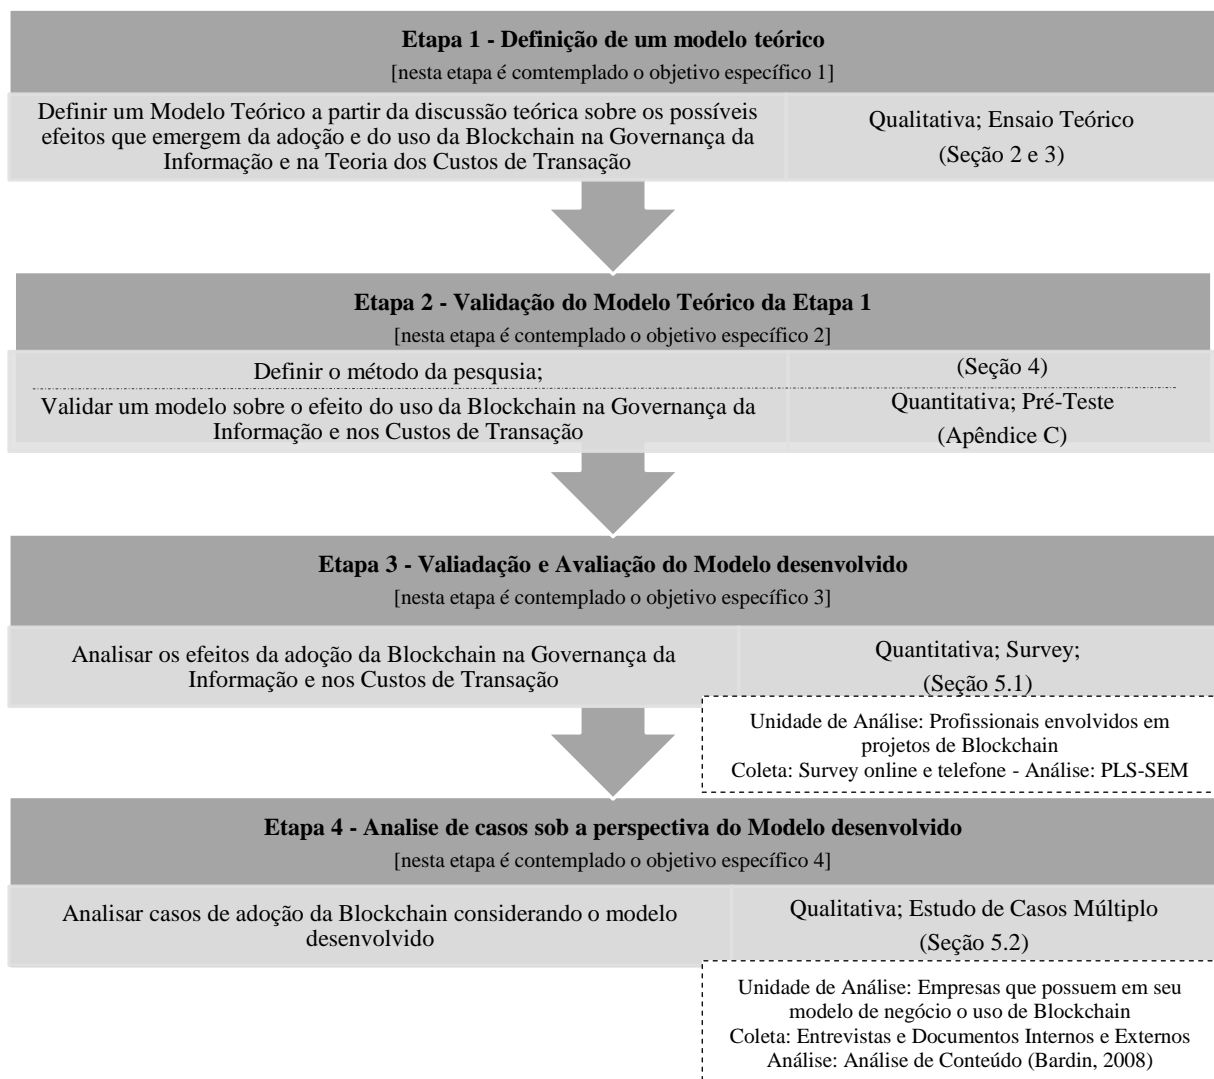 Etapa 1 - Definição de um modelo teórico
[nesta etapa é comtemplado o objetivo específico 1]
Definir um Modelo Teórico a partir da discussão teórica sobre os possíveis
efeitos que emergem da adoção e do uso da Blockchain na Governança da
Informação e na Teoria dos Custos de Transação
Qualitativa; Ensaio Teórico
(Seção 2 e 3)
Etapa 2 - Validação do Modelo Teórico da Etapa 1
[nesta etapa é contemplado o objetivo específico 2]
Definir o método da pesqusia;
(Seção 4)
Validar um modelo sobre o efeito do uso da Blockchain na Governança da
Informação e nos Custos de Transação
Quantitativa; Pré-Teste
(Apêndice C)
Etapa 3 - Valiadação e Avaliação do Modelo desenvolvido
[nesta etapa é contemplado o objetivo específico 3]
Analisar os efeitos da adoção da Blockchain na Governança da
Informação e nos Custos de Transação
Quantitativa; Survey;
(Seção 5.1)
Unidade de Análise: Profissionais envolvidos em
projetos de Blockchain
Coleta: Survey online e telefone - Análise: PLS-SEM
Etapa 4 - Analise de casos sob a perspectiva do Modelo desenvolvido
[nesta etapa é contemplado o objetivo específico 4]
Analisar casos de adoção da Blockchain considerando o modelo
desenvolvido
Qualitativa; Estudo de Casos Múltiplo
(Seção 5.2)
Unidade de Análise: Empresas que possuem em seu
modelo de negócio o uso de Blockchain
Coleta: Entrevistas e Documentos Internos e Externos
Análise: Análise de Conteúdo (Bardin, 2008)